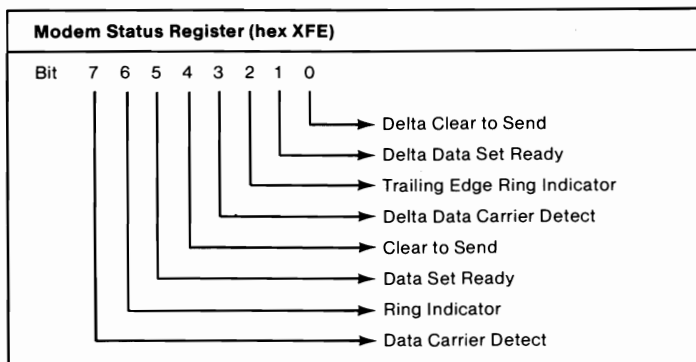 Modem Status Register (hex XFE)
Bit 7 6 5 4 3 2 1 0
Delta Clear to Send
Delta Data Set Ready
Trailing Edge Ring Indicator
Delta Data Carrier Detect
Clear to Send
Data Set Ready
Ring Indicator
Data Carrier Detect